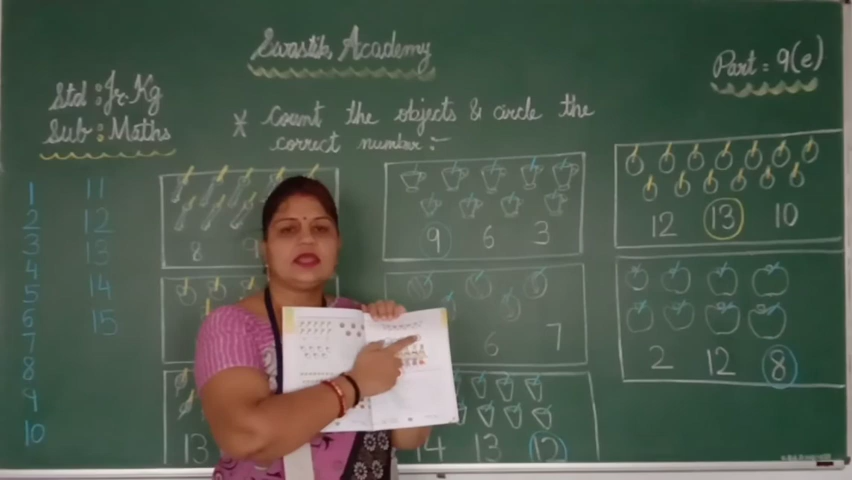 Swastik Academy
Part : 9(e)
Std : Jr. Kg
Sub : Maths
* Count the objects & circle the
correct number :-
1 11
2 12
3 13
4 14
5 15
6
7
8
9
10
8 9
9 6 3
12 13 10
6 7
2 12 8
13
14 13 12